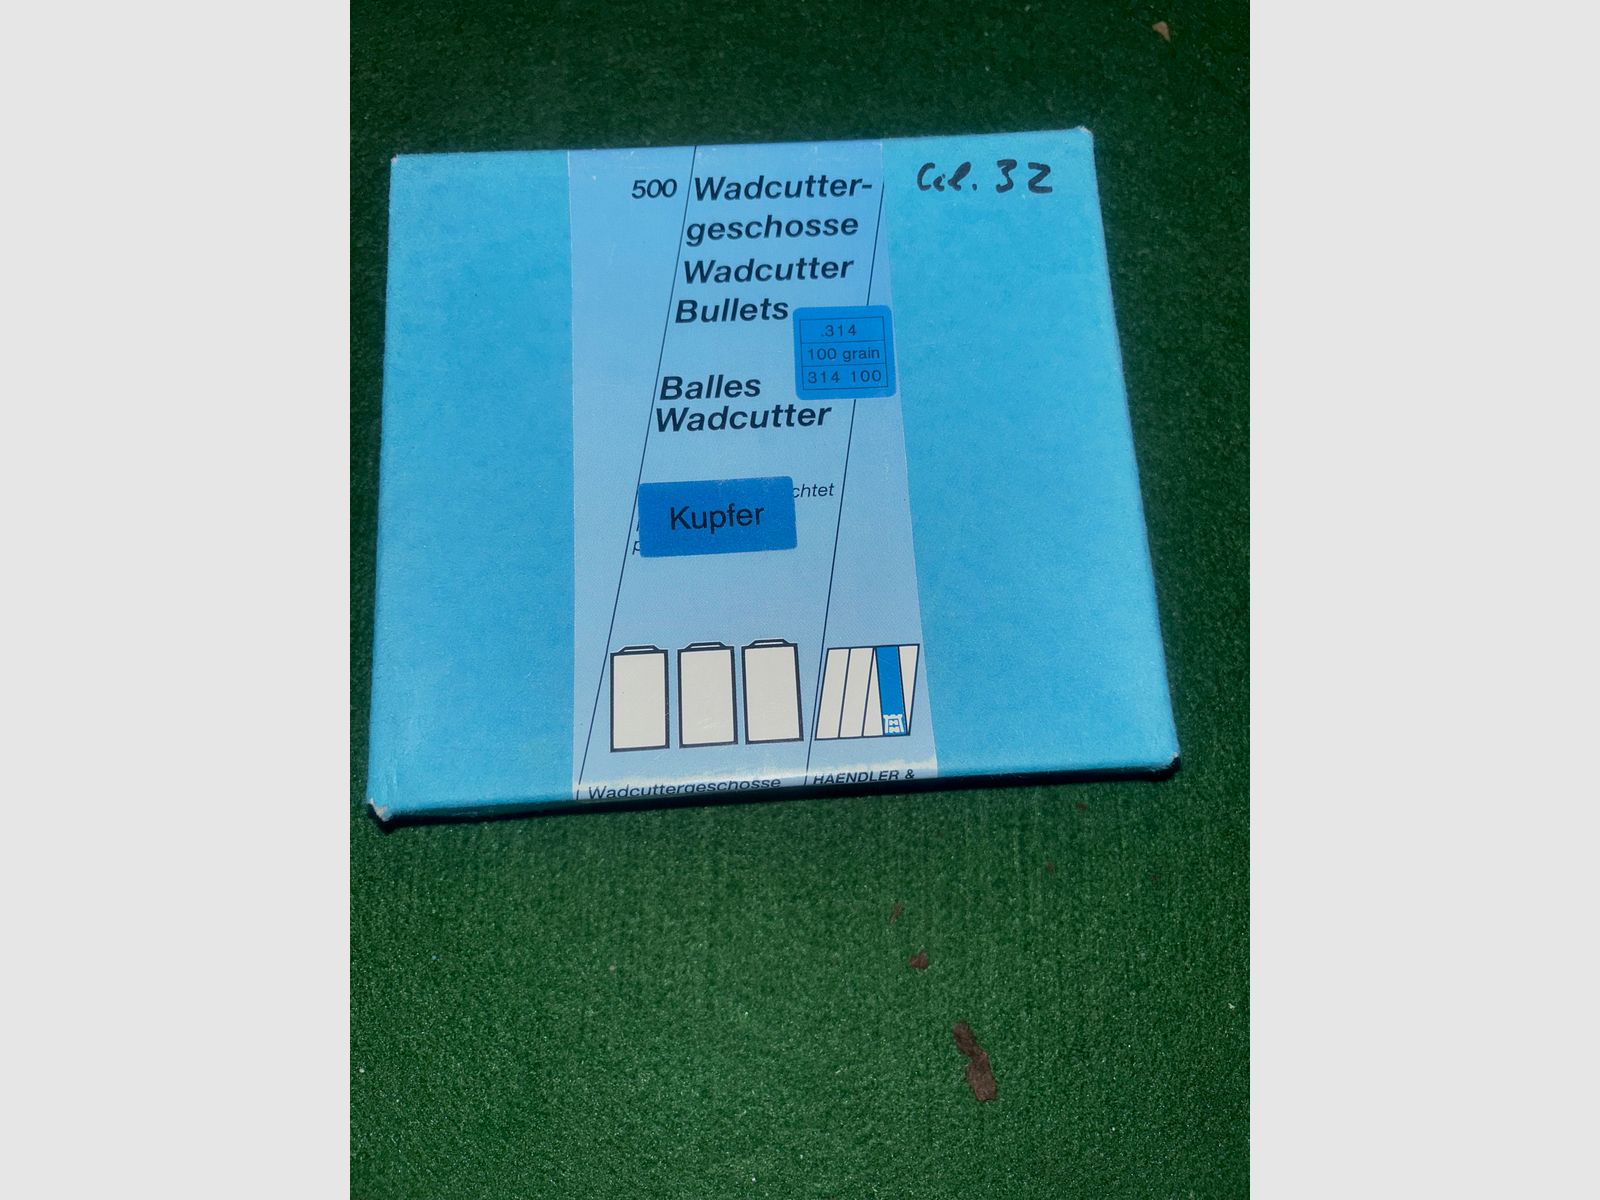 500 Wadcutter-
geschosse
Wadcutter
Bullets
Cal. 32
.314
100 grain
314 100
Balles
Wadcutter
chtet
Kupfer
p
Wadcuttergeschosse
HAENDLER &